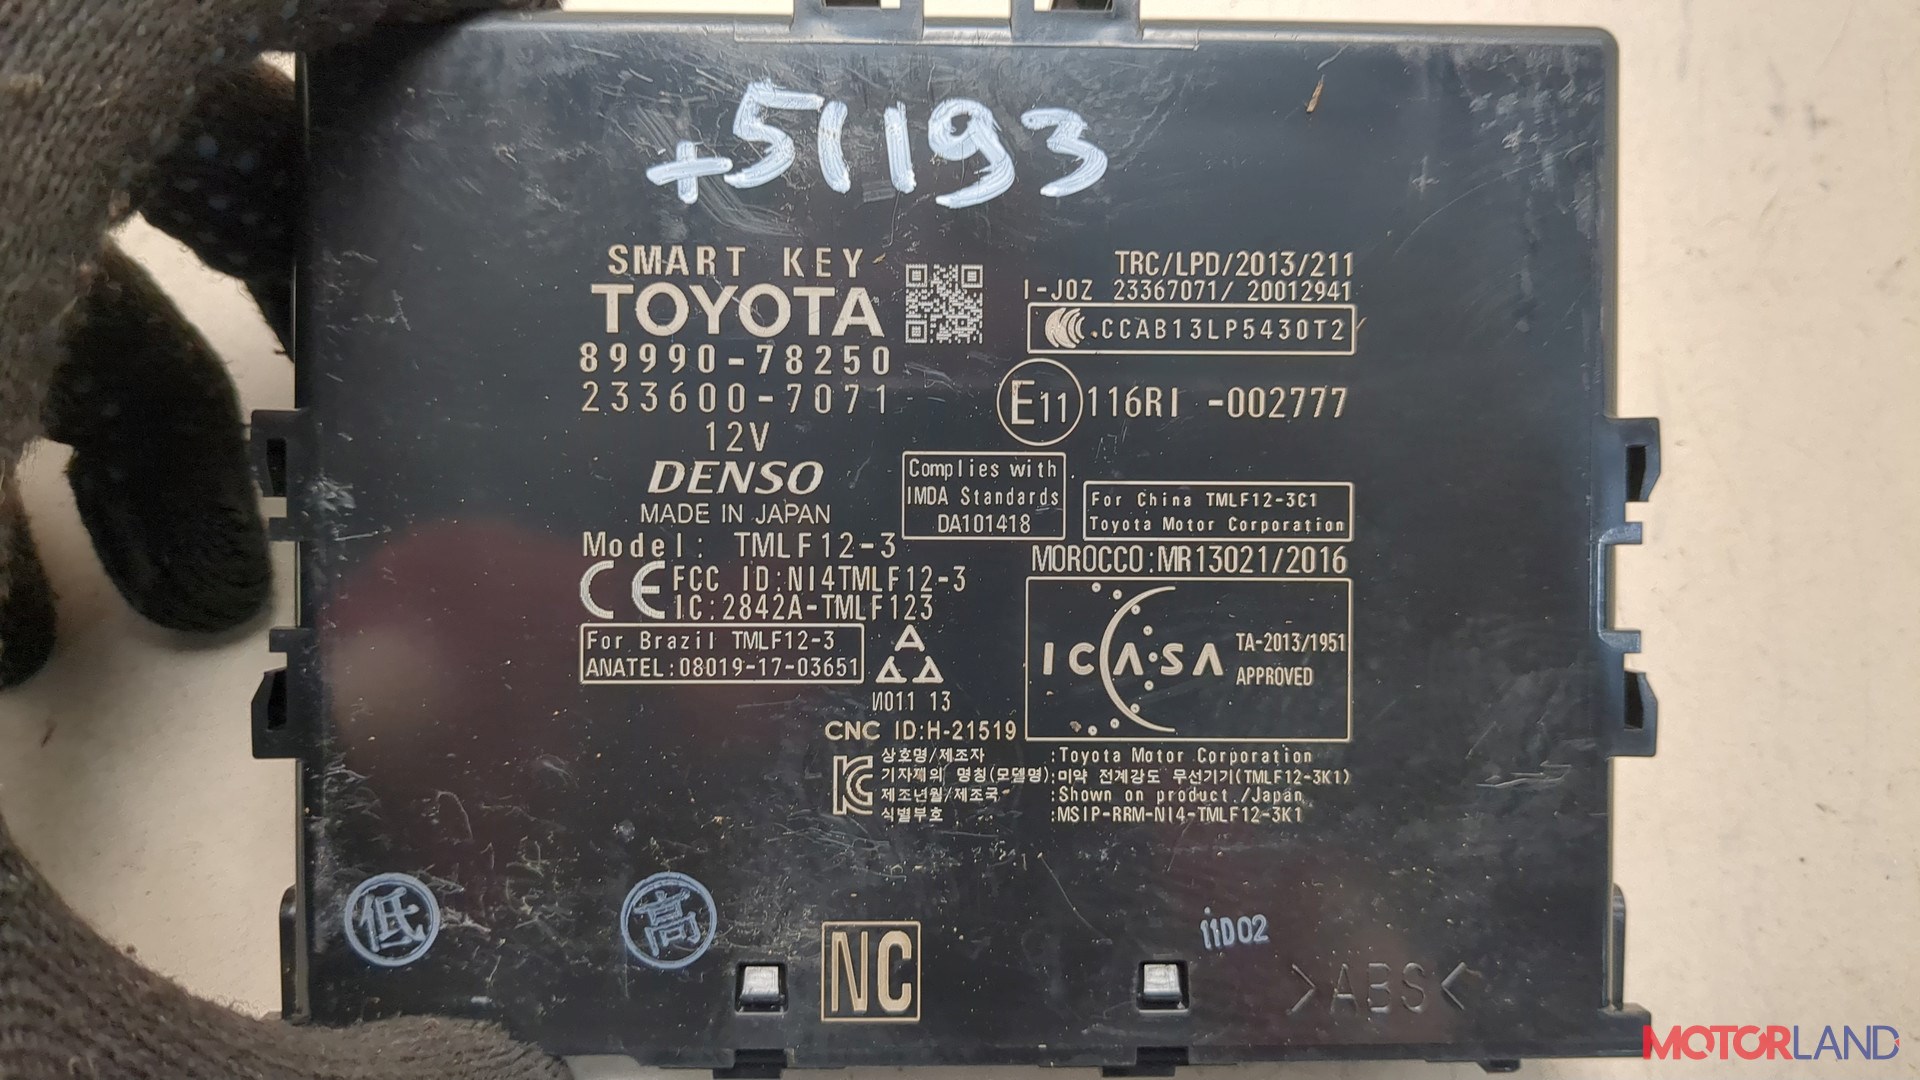 +51193
SMART KEY
TOYOTA
89990-78250
233600-7071
12V
DENSO
MADE IN JAPAN
Model: TMLF12-3
CE FCC ID:NI4TMLF12-3
IC:2842A-TMLF123
For Brazil TMLF12-3
ANATEL:08019-17-03651
TRC/LPD/2013/211
I-JOZ 23367071/ 20012941
CCAB13LP5430T2
E11 116RI -002777
Complies with
IMDA Standards
DA101418
For China TMLF12-3C1
Toyota Motor Corporation
MOROCCO:MR13021/2016
ICASA
TA-2013/1951
APPROVED
И011 13
CNC ID:H-21519
상호명/제조자 :Toyota Motor Corporation
기자재의 명칭(모델명):미약 전계강도 무선기기(TMLF12-3K1)
제조년월/제조국 :Shown on product /Japan
식별부호 :MSIP-RRM-NI4-TMLF12-3K1
低
高
NC
11D02
>ABS<
MOTORLAND